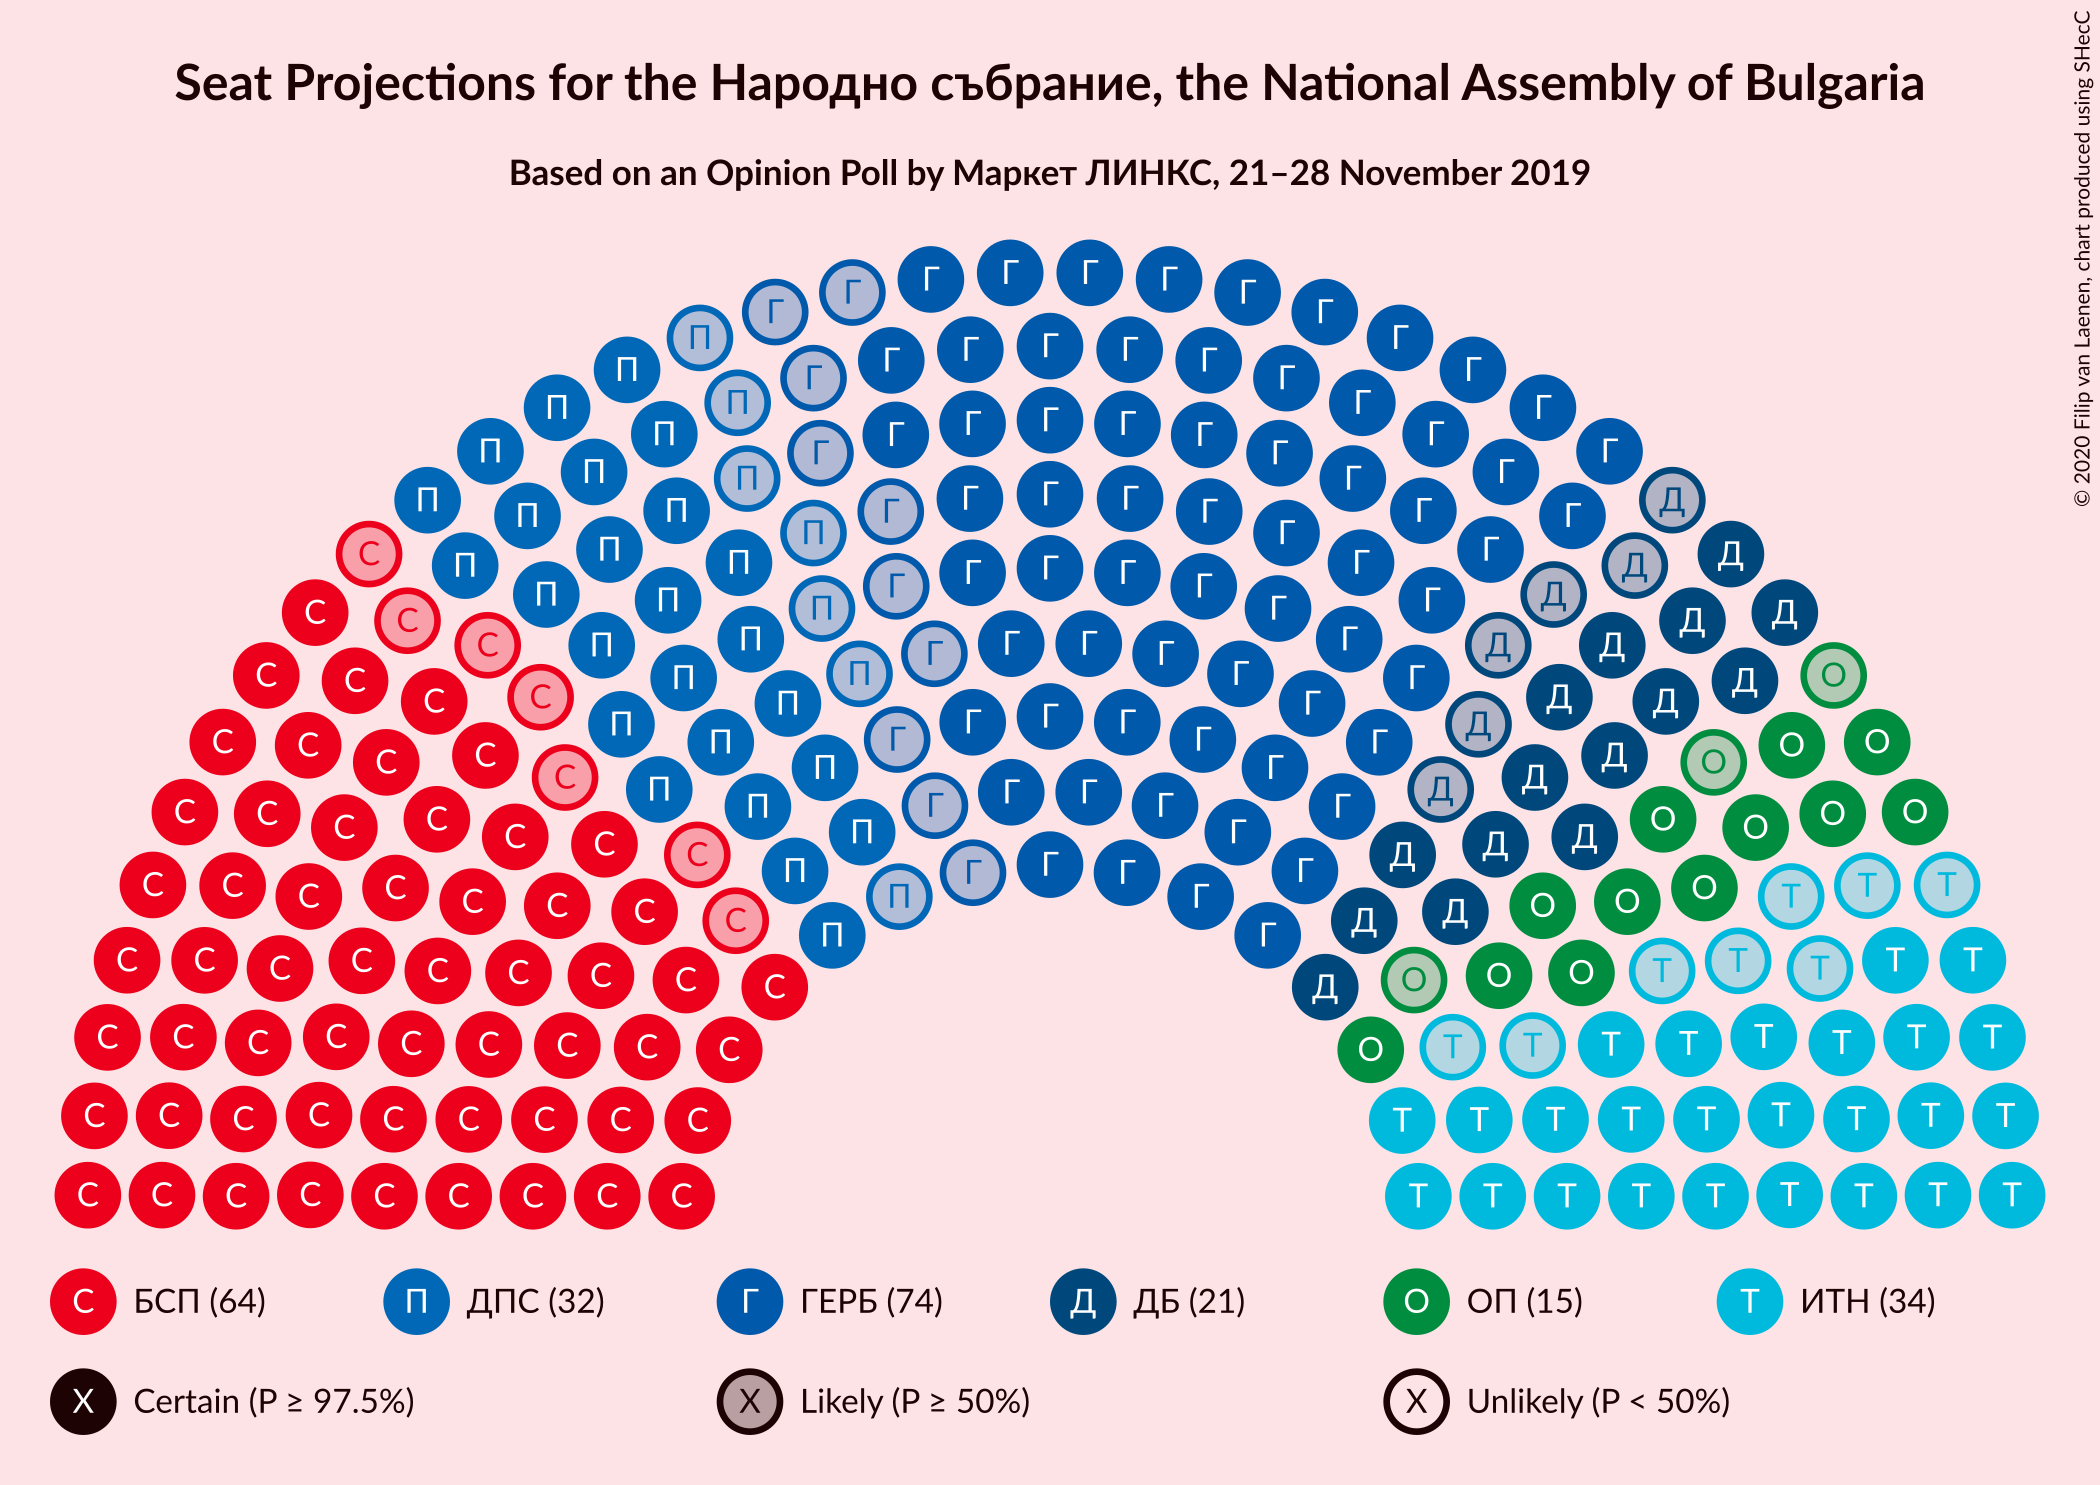 Seat Projections for the Народно събрание, the National Assembly of Bulgaria
Based on an Opinion Poll by Маркет ЛИНКС, 21–28 November 2019
© 2020 Filip van Laenen, chart produced using SHecC
С БСП (64) П ДПС (32) Г ГЕРБ (74) Д ДБ (21) О ОП (15) Т ИТН (34)
X Certain (P ≥ 97.5%) X Likely (P ≥ 50%) X Unlikely (P < 50%)